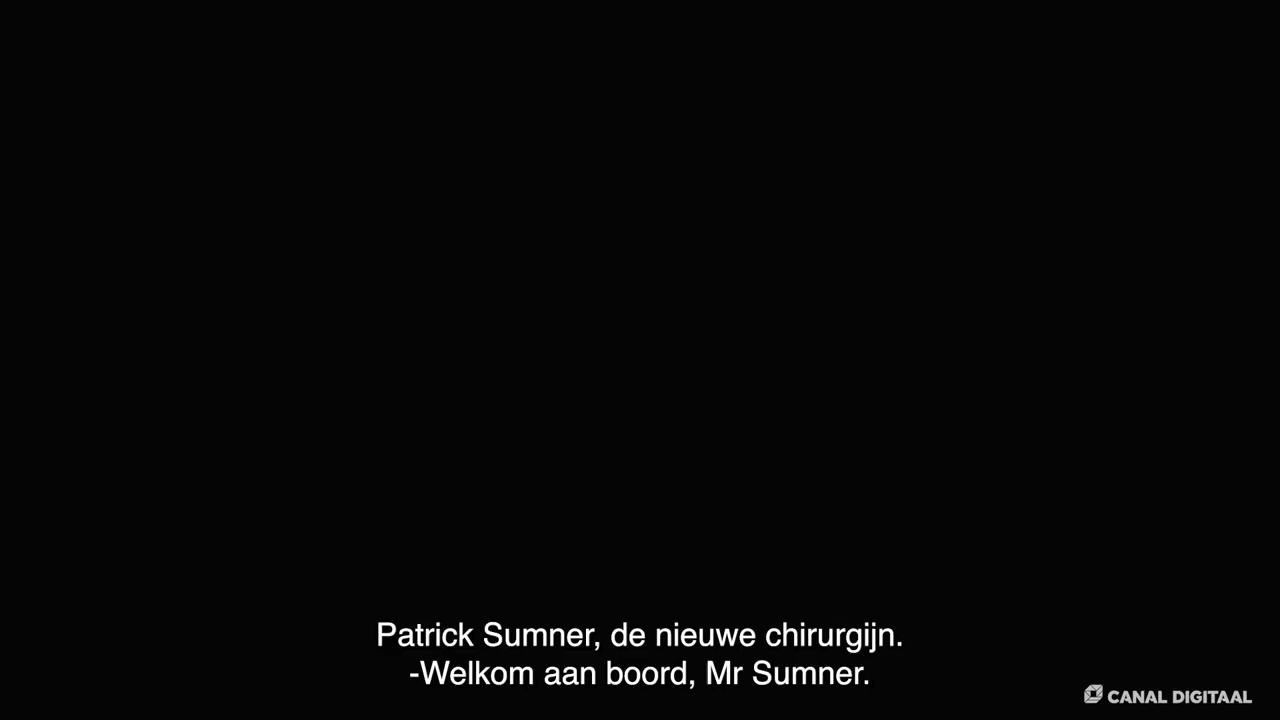 Patrick Sumner, de nieuwe chirurgijn.
-Welkom aan boord, Mr Sumner.
CANAL DIGITAAL